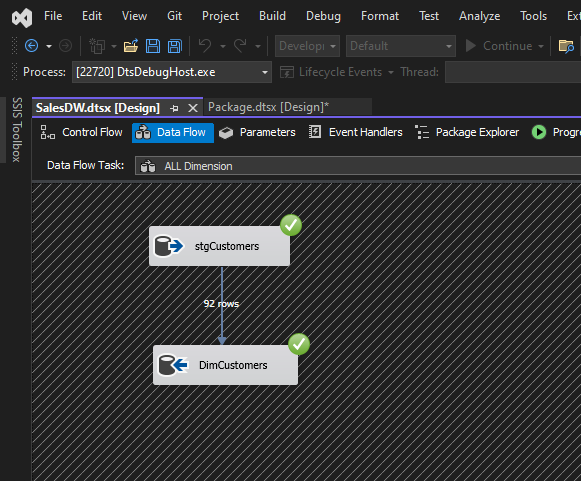 File Edit View Git Project Build Debug Format Test Analyze Tools Ext
Develop Default Continue
Process: [22720] DtsDebugHost.exe Lifecycle Events Thread:
SSIS Toolbox
SalesDW.dtsx [Design] Package.dtsx [Design]*
Control Flow Data Flow Parameters Event Handlers Package Explorer Progr
Data Flow Task: ALL Dimension
stgCustomers
92 rows
DimCustomers